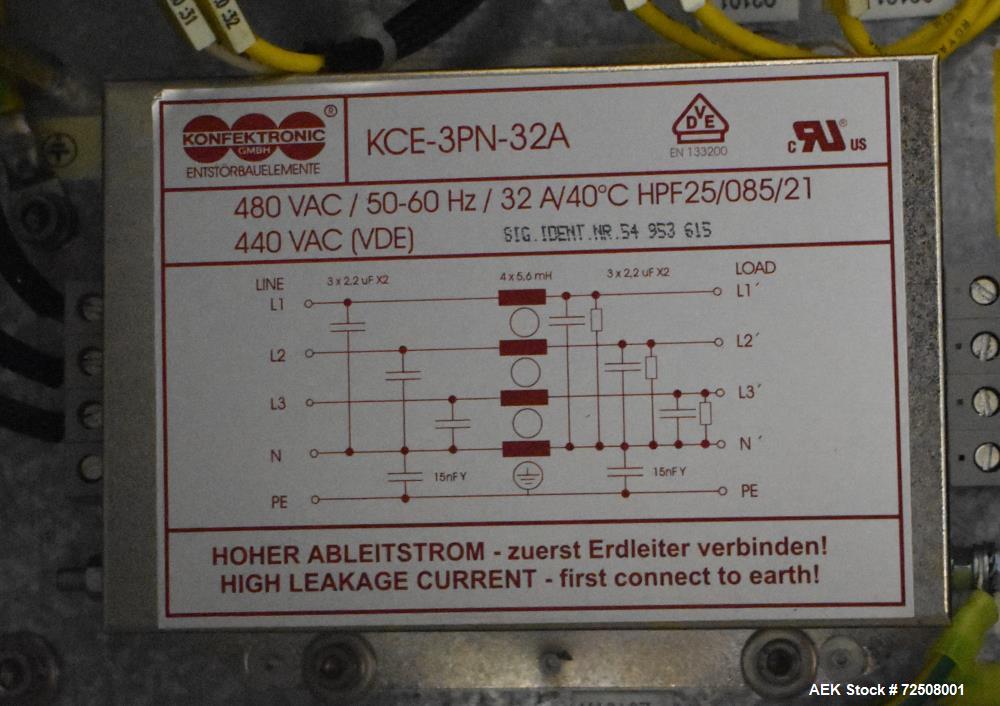 :31
:32
KONFEKTRONIC ®
GMBH
ENTSTÖRBAUELEMENTE
KCE-3PN-32A
VDE
EN 133200
c RU ® US
480 VAC / 50-60 Hz / 32 A/40°C HPF25/085/21
440 VAC (VDE)
SIG.IDENT.NR.54 953 615
LINE
3 x 2,2 uF X2
4 x 5,6 mH
3 x 2,2 uF X2
LOAD
L1
L1´
L2
L2´
L3
L3´
N
N´
15nF Y
15nF Y
PE
PE
HOHER ABLEITSTROM - zuerst Erdleiter verbinden!
HIGH LEAKAGE CURRENT - first connect to earth!
AEK Stock # 72508001